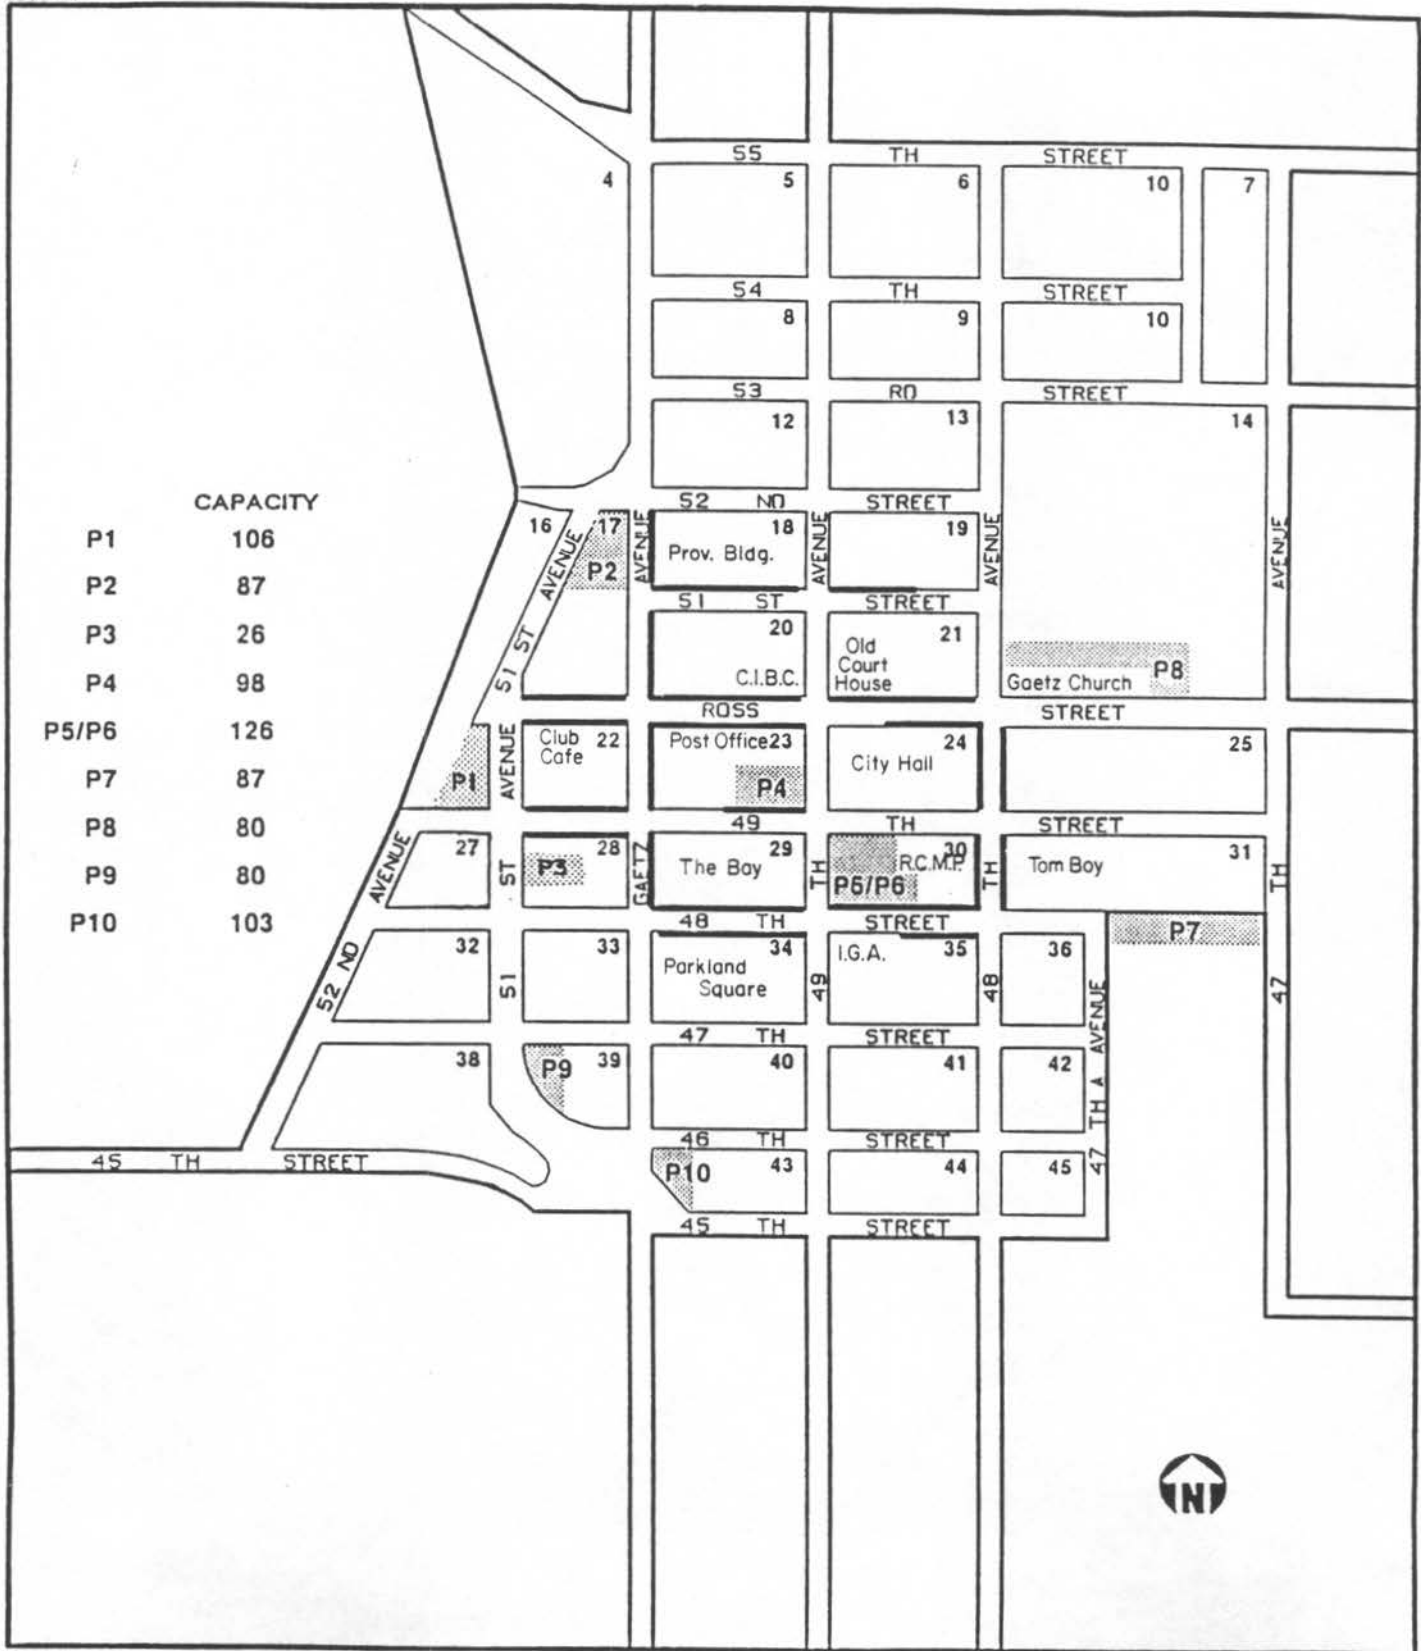 55 TH STREET
4 5 6 10 7
54 TH STREET
8 9 10
53 RD STREET
12 13 14
CAPACITY
P1 106
P2 87
P3 26
P4 98
P5/P6 126
P7 87
P8 80
P9 80
P10 103
52 ND STREET
16 17 18 19
Prov. Bldg.
P2
AVENUE
AVENUE
AVENUE
AVENUE
51 ST AVENUE
51 ST STREET
20 21
C.I.B.C.
Old
Court
House
Gaetz Church P8
ROSS STREET
Club 22
Cafe
Post Office 23
24
City Hall
25
P1
P4
AVENUE
49 TH STREET
27 28 29 30 31
P3
The Bay
R.C.M.P.
P5/P6
Tom Boy
GAETZ
TH
TH
TH
ST
52 ND AVENUE
48 TH STREET
P7
32 33 34 35 36
Parkland
Square
I.G.A.
51
49
48
47
47 TH A AVENUE
47 TH STREET
38 39 40 41 42
P9
46 TH STREET
45 TH STREET
P10 43 44 45
45 TH STREET
N